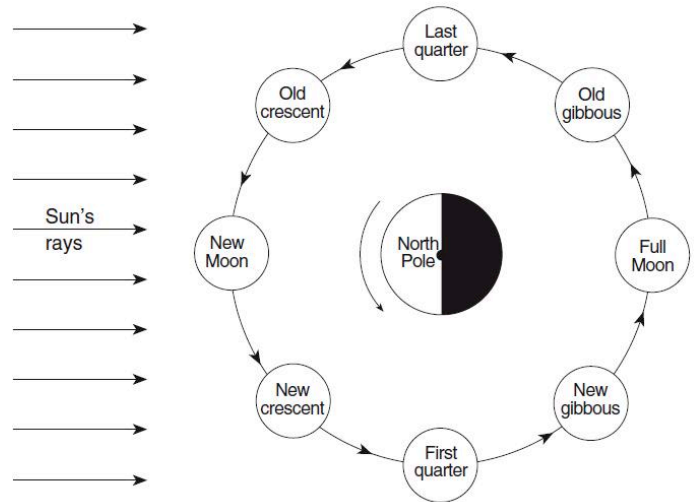 Last
quarter
Old
crescent
Old
gibbous
Sun's
rays
New
Moon
North
Pole
Full
Moon
New
crescent
New
gibbous
First
quarter